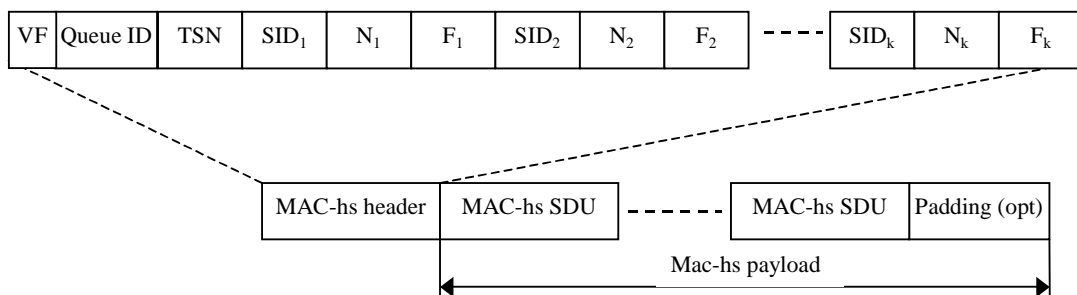 VF Queue ID TSN SID₁ N₁ F₁ SID₂ N₂ F₂ SIDₖ Nₖ Fₖ
MAC-hs header MAC-hs SDU MAC-hs SDU Padding (opt)
Mac-hs payload